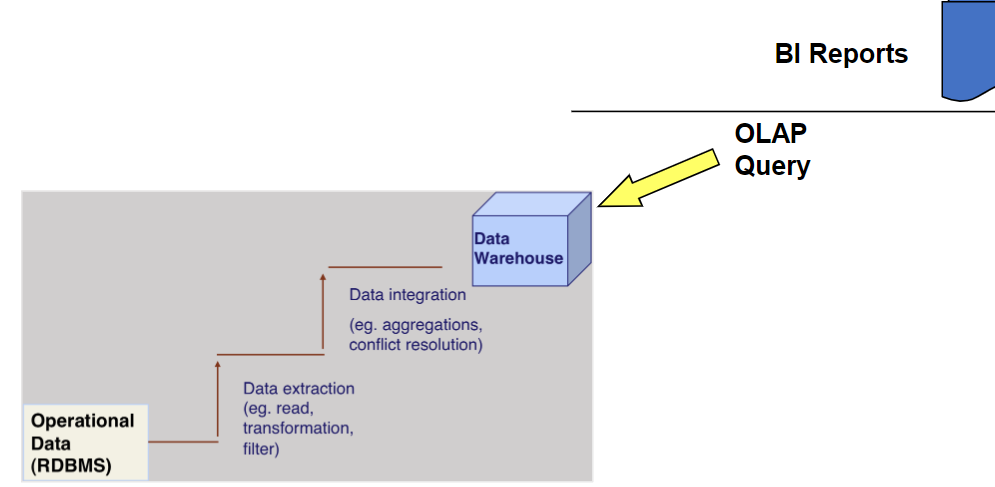 BI Reports
OLAP
Query
Data
Warehouse
Data integration
(eg. aggregations,
conflict resolution)
Data extraction
(eg. read,
transformation,
filter)
Operational
Data
(RDBMS)